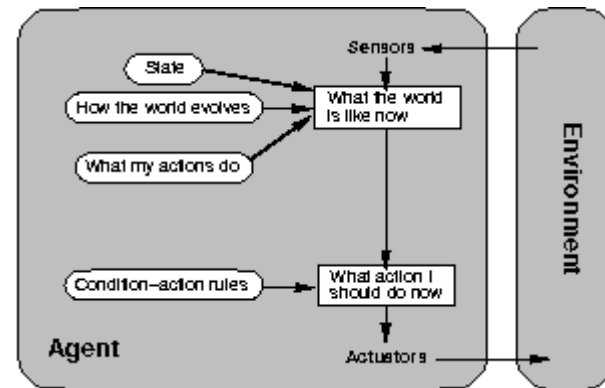 Sensors
State
How the world evolves
What my actions do
What the world
is like now
Condition-action rules
What action I
should do now
Agent
Actuators
Environment